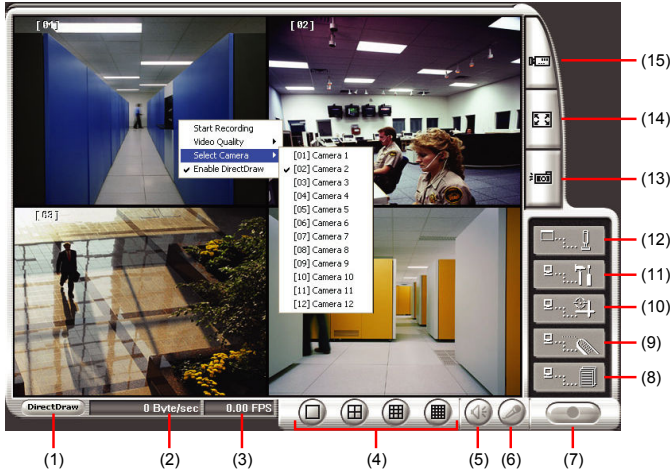 [01]
[02]
(15)
(14)
(13)
Start Recording
Video Quality
Select Camera
Enable DirectDraw
[01] Camera 1
[02] Camera 2
[03] Camera 3
[04] Camera 4
[05] Camera 5
[06] Camera 6
[07] Camera 7
[08] Camera 8
[09] Camera 9
[10] Camera 10
[11] Camera 11
[12] Camera 12
[03]
(12)
(11)
(10)
(9)
(8)
DirectDraw
0 Byte/sec
0.00 FPS
(1)
(2)
(3)
(4)
(5)
(6)
(7)